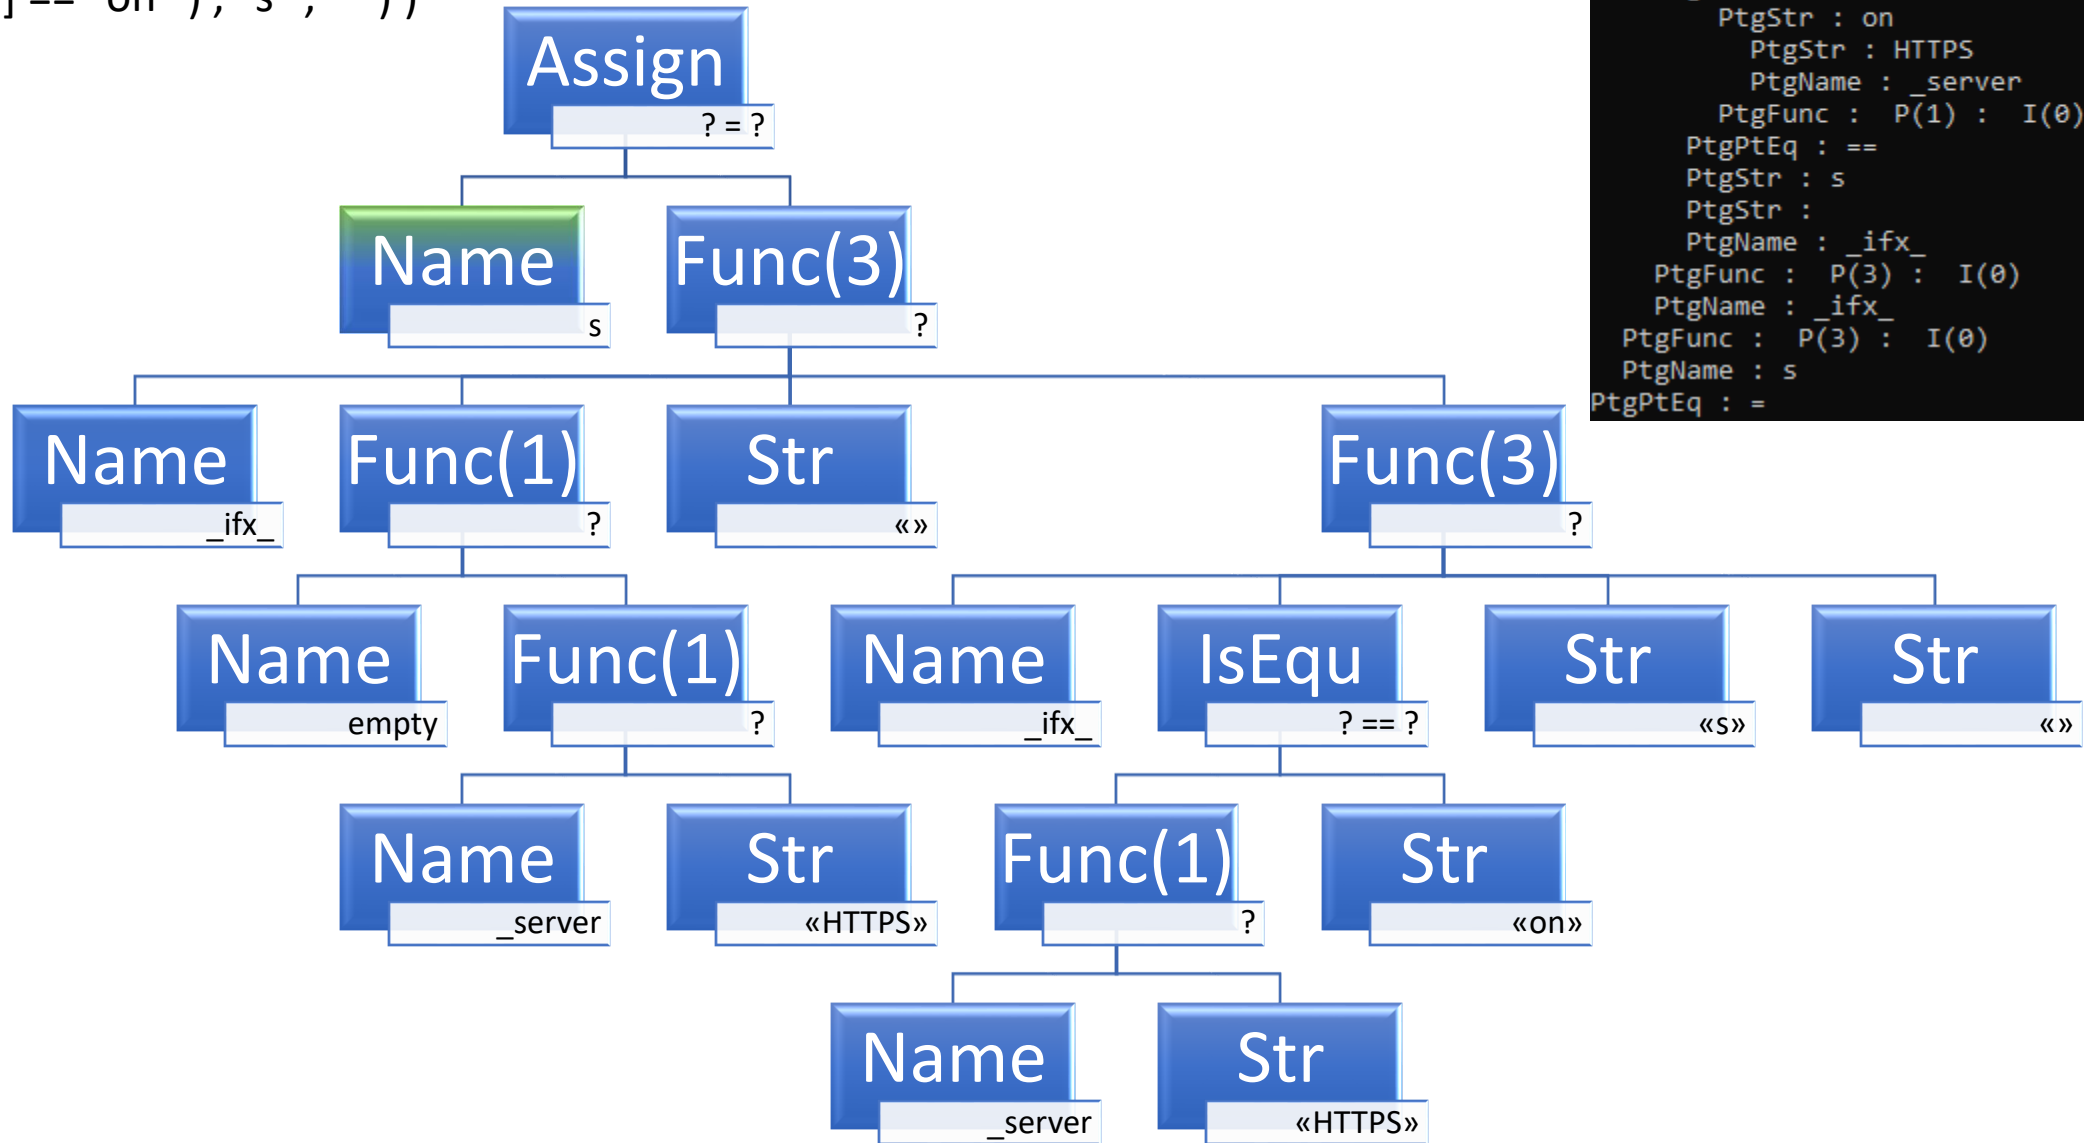 ] == "on" ) , "s" , "" ) )
Assign
? = ?
Name
s
Func(3)
?
Name
_ifx_
Func(1)
?
Str
«»
Func(3)
?
Name
empty
Func(1)
?
Name
_ifx_
IsEqu
? == ?
Str
«s»
Str
«»
Name
_server
Str
«HTTPS»
Func(1)
?
Str
«on»
Name
_server
Str
«HTTPS»
PtgStr : on
PtgStr : HTTPS
PtgName : _server
PtgFunc :  P(1) :  I(0)
PtgPtEq : ==
PtgStr : s
PtgStr :
PtgName : _ifx_
PtgFunc :  P(3) :  I(0)
PtgName : _ifx_
PtgFunc :  P(3) :  I(0)
PtgName : s
PtgPtEq : =